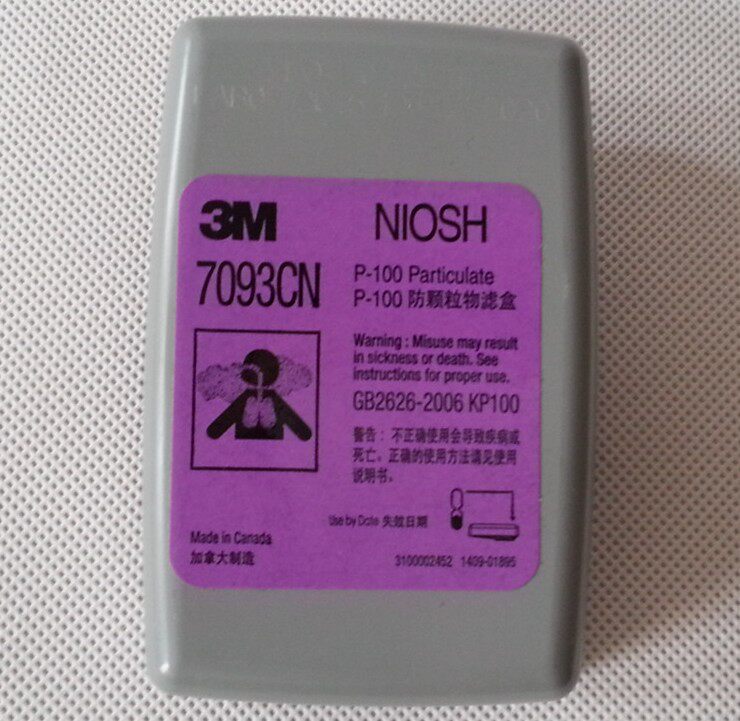 3M
NIOSH
7093CN
P-100 Particulate
P-100 防颗粒物滤盒
Warning : Misuse may result
in sickness or death. See
instructions for proper use.
GB2626-2006 KP100
警告：不正确使用会导致疾病或
死亡。正确的使用方法请见使用
说明书。
Use by Date 失效日期
Made in Canada
加拿大制造
3100002452 1409-01895